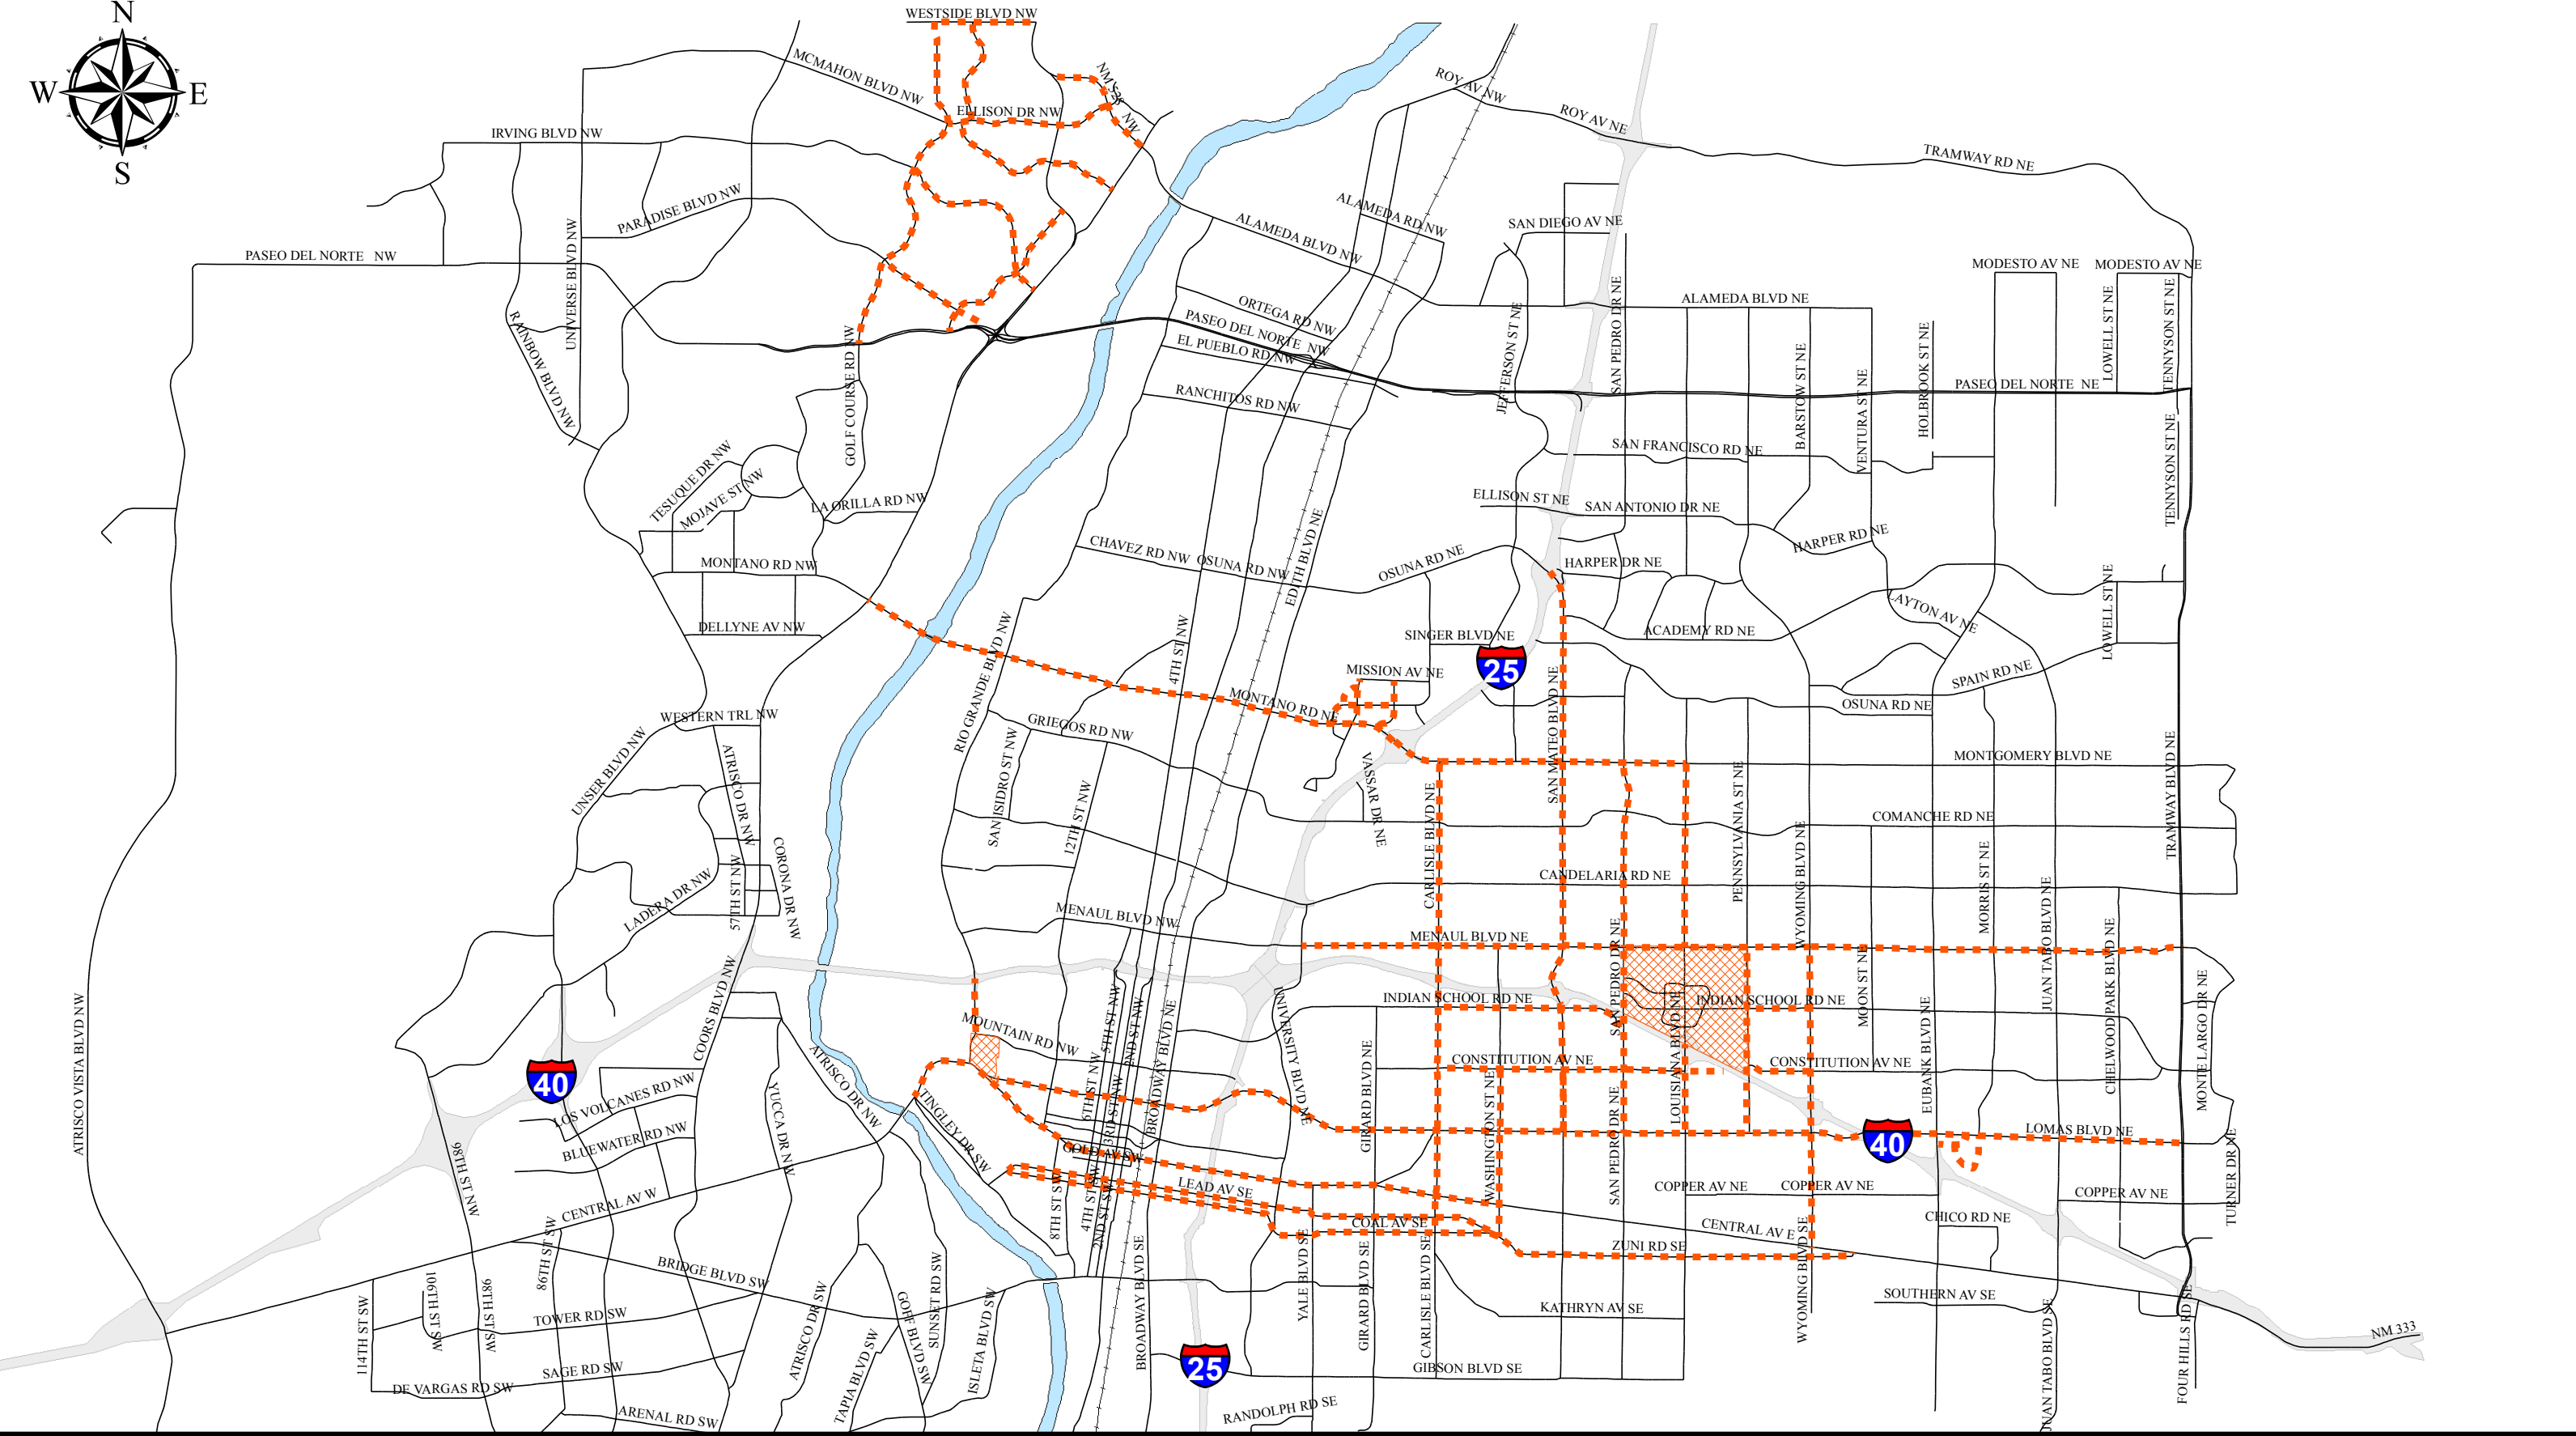 N
WESTSIDE BLVD NW
MCMAHON BLVD NW
NM 528 NW
ROY AV NW
W
E
ELLISON DR NW
ROY AV NE
IRVING BLVD NW
S
TRAMWAY RD NE
PARADISE BLVD NW
ALAMEDA RD NW
ALAMEDA BLVD NW
SAN DIEGO AV NE
PASEO DEL NORTE NW
UNIVERSE BLVD NW
MODESTO AV NE
MODESTO AV NE
ORTEGA RD NW
ALAMEDA BLVD NE
SAN PEDRO DR NE
LOWELL ST NE
TENNYSON ST NE
RAINBOW BLVD NW
PASEO DEL NORTE NW
EL PUEBLO RD NW
JEFFERSON ST NE
BARSTOW ST NE
VENTURA ST NE
HOLBROOK ST NE
GOLF COURSE RD NW
RANCHITOS RD NW
PASEO DEL NORTE NE
SAN FRANCISCO RD NE
TENNYSON ST NE
TESUQUE DR NW
MOJAVE ST NW
LA ORILLA RD NW
ELLISON ST NE
SAN ANTONIO DR NE
HARPER RD NE
EDITH BLVD NE
CHAVEZ RD NW
OSUNA RD NW
OSUNA RD NE
HARPER DR NE
MONTANO RD NW
LAYTON AV NE
LOWELL ST NE
DELLYNE AV NW
RIO GRANDE BLVD NW
4TH ST NW
SINGER BLVD NE
ACADEMY RD NE
25
MISSION AV NE
SPAIN RD NE
MONTANO RD NE
SAN MATEO BLVD NE
OSUNA RD NE
WESTERN TRL NW
GRIEGOS RD NW
UNSER BLVD NW
ATRISCO DR NW
SAN ISIDRO ST NW
12TH ST NW
VASSAR DR NE
MONTGOMERY BLVD NE
TRAMWAY BLVD NE
CARLISLE BLVD NE
PENNSYLVANIA ST NE
COMANCHE RD NE
WYOMING BLVD NE
MORRIS ST NE
CORONA DR NW
57TH ST NW
LADERA DR NW
CANDELARIA RD NE
JUAN TABO BLVD NE
MENAUL BLVD NW
MENAUL BLVD NE
SAN PEDRO DR NE
MOON ST NE
CHELWOOD PARK BLVD NE
COORS BLVD NW
INDIAN SCHOOL RD NE
INDIAN SCHOOL RD NE
MONTE LARGO DR NE
ATRISCO VISTA BLVD NW
UNIVERSITY BLVD NE
5TH ST NW
2ND ST NW
BROADWAY BLVD NE
LOUISIANA BLVD NE
EUBANK BLVD NE
MOUNTAIN RD NW
ATRISCO DR NW
GIRARD BLVD NE
CONSTITUTION AV NE
CONSTITUTION AV NE
40
LOS VOLCANES RD NW
YUCCA DR NW
TINGLEY DR SW
6TH ST NW
3RD ST NW
WASHINGTON ST NE
SAN PEDRO DR NE
BLUEWATER RD NW
40
LOMAS BLVD NE
98TH ST NW
GOLD AV SW
TURNER DR NE
LEAD AV SE
COPPER AV NE
COPPER AV NE
COPPER AV NE
CENTRAL AV W
8TH ST SW
4TH ST SW
2ND ST SW
COAL AV SE
CENTRAL AV E
CHICO RD NE
86TH ST SW
ZUNI RD SE
WYOMING BLVD SE
BRIDGE BLVD SW
SUNSET RD SW
BROADWAY BLVD SE
YALE BLVD SE
GIRARD BLVD SE
CARLISLE BLVD SE
106TH ST SW
98TH ST SW
114TH ST SW
TOWER RD SW
ATRISCO DR SW
GOFF BLVD SW
ISLETA BLVD SW
KATHRYN AV SE
SOUTHERN AV SE
JUAN TABO BLVD SE
FOUR HILLS RD SE
NM 333
TAPIA BLVD SW
25
SAGE RD SW
GIBSON BLVD SE
DE VARGAS RD SW
ARENAL RD SW
RANDOLPH RD SE